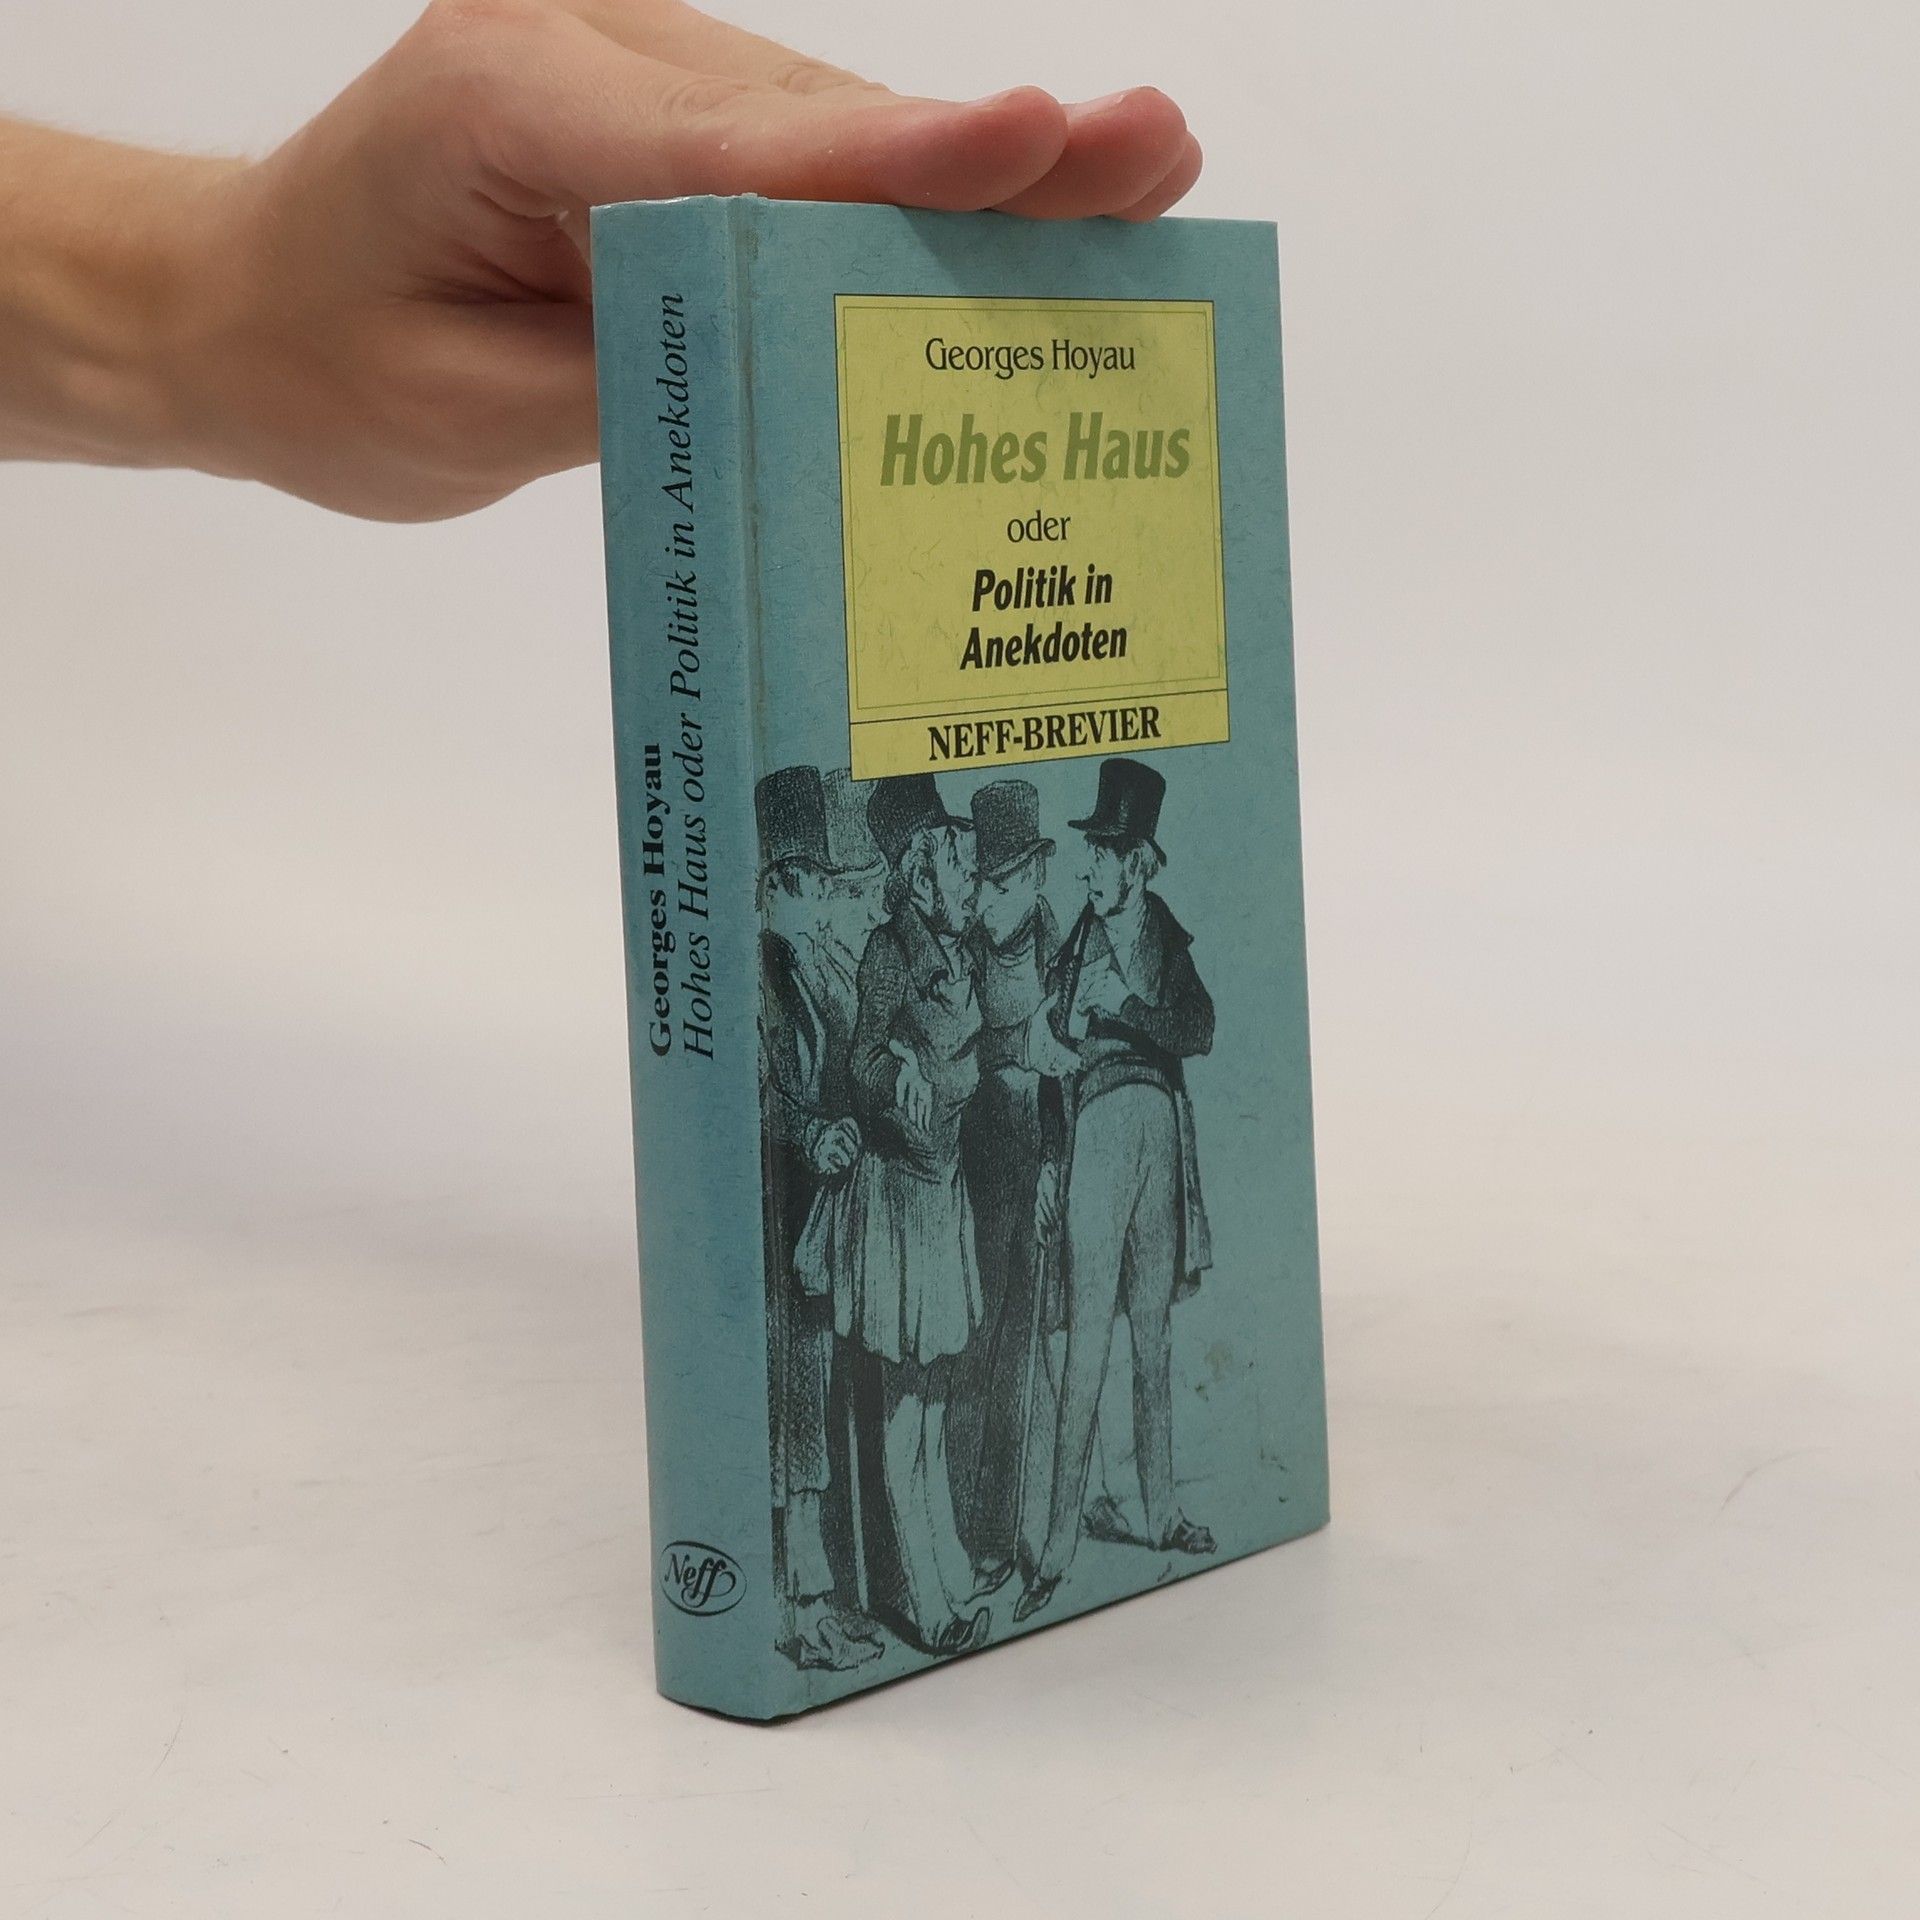 Georges Hoyau
Hohes Haus oder Politik in Anekdoten
Neff
Georges Hoyau
Hohes Haus
oder
Politik in
Anekdoten
NEFF-BREVIER